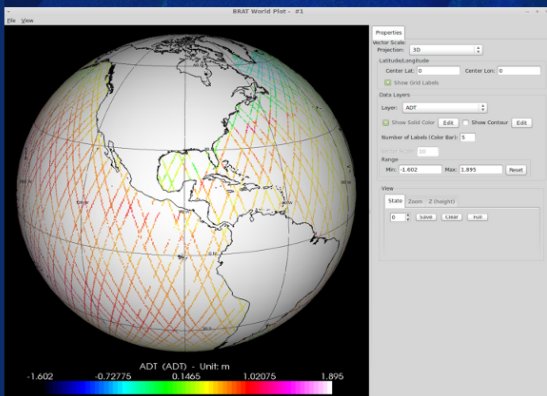 BRAT World Plot - #1
File View
Properties
Vector Scale
Projection: 3D
Latitude/Longitude
Center Lat: 0 Center Lon: 0
Show Grid Labels
Data Layers
Layer: ADT
Show Solid Color Edit Show Contour Edit
Number of Labels (Color Bar): 5
Range
Min: -1.602 Max: 1.895 Reset
View
State Zoom Z (height)
0 save clear run
ADT (ADT) - Unit: m
-1.602 -0.72775 0.1465 1.02075 1.895